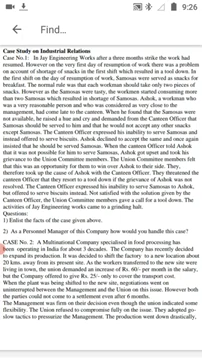 9:26
Find...
Case Study on Industrial Relations
Case No.1: In Jay Engineering Works after a three months strike the work had
resumed. However on the very first day of resumption of work there was a problem
on account of shortage of snacks in the first shift which resulted in a tool down. In
the first shift on the day of resumption of work, Samosas were served as snacks for
breakfast. The normal rule was that each workman should take only two pieces of
snacks. However as the Samosas were tasty, the workmen started consuming more
than two Samosas which resulted in shortage of Samosas. Ashok, a workman who
was a very reasonable person and who was considered as very close to the
management, had come late to the canteen. When he found that the Samosas were
not available, he raised a hue and cry and demanded from the Canteen Officer that
Samosas should be served to him and that he would not accept any other snacks
except Samosas. The Canteen Officer expressed his inability to serve Samosas and
instead offered to serve biscuits. Ashok declined to accept the same and once again
insisted that he should be served Samosas. When the canteen Officer told Ashok
that it was not possible for him to serve Samosas, Ashok got upset and took his
grievance to the Union Committee members. The Union Committee members felt
that this was an opportunity for them to win over Ashok to their side. They,
therefore took up the cause of Ashok with the Canteen Officer. They threatened the
canteen Officer that they resort to a tool down if the grievance of Ashok was not
resolved. The Canteen Officer expressed his inability to serve Samosas to Ashok,
but offered to serve biscuits instead. Not satisfied with the solution given by the
Canteen Officer, the Union Committee members gave a call for a tool down. The
activities of Jay Engineering works came to a grinding halt.
Questions:
1) Enlist the facts of the case given above.
2) As a Personnel Manager of this Company how would you handle this case?
CASE No. 2: A Multinational Company specialised in food processing has
been operating in India for about 3 decades. The Company has recently decided
to expand its production. It was decided to shift the factory to a new location about
20 kms. away from its present site. As the workers transferred to the new site were
living in town, the union demanded an increase of Rs. 60/- per month in the salary,
but the Company offered to give Rs. 25/- only to cover the transport cost.
When the plant was being shifted to the new site, negotiations went on
uninterrupted between the Management and the Union on this issue. However both
the parties could not come to a settlement even after 6 months.
The Management was firm on their decision even though the union indicated some
flexibility. The Union refused to compromise fully on the issue. They adopted go-
slow tactics to pressurize the Management. The production went down drastically,